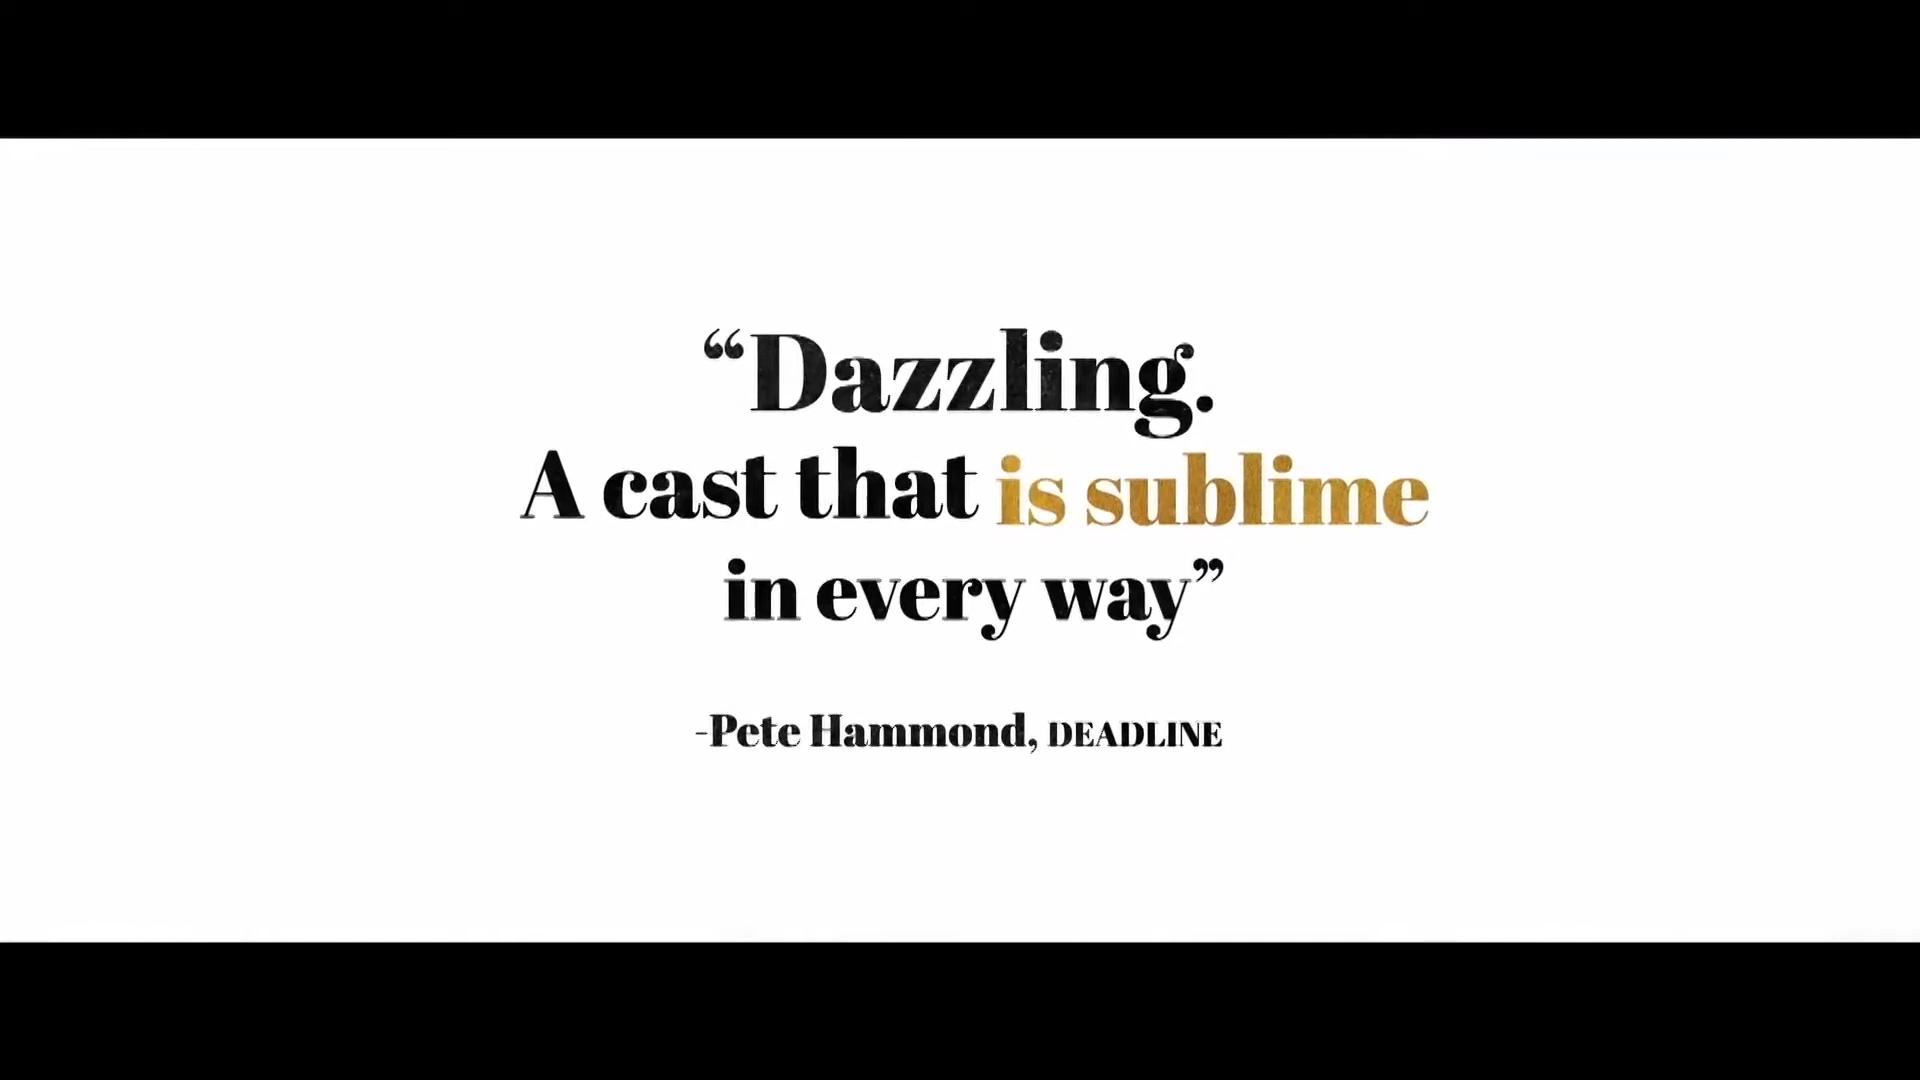 “Dazzling.
A cast that is sublime
in every way”
-Pete Hammond, DEADLINE